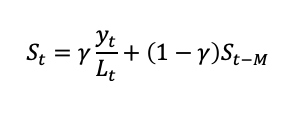 S_t = γ y_t / L_t + (1 − γ)S_{t−M}